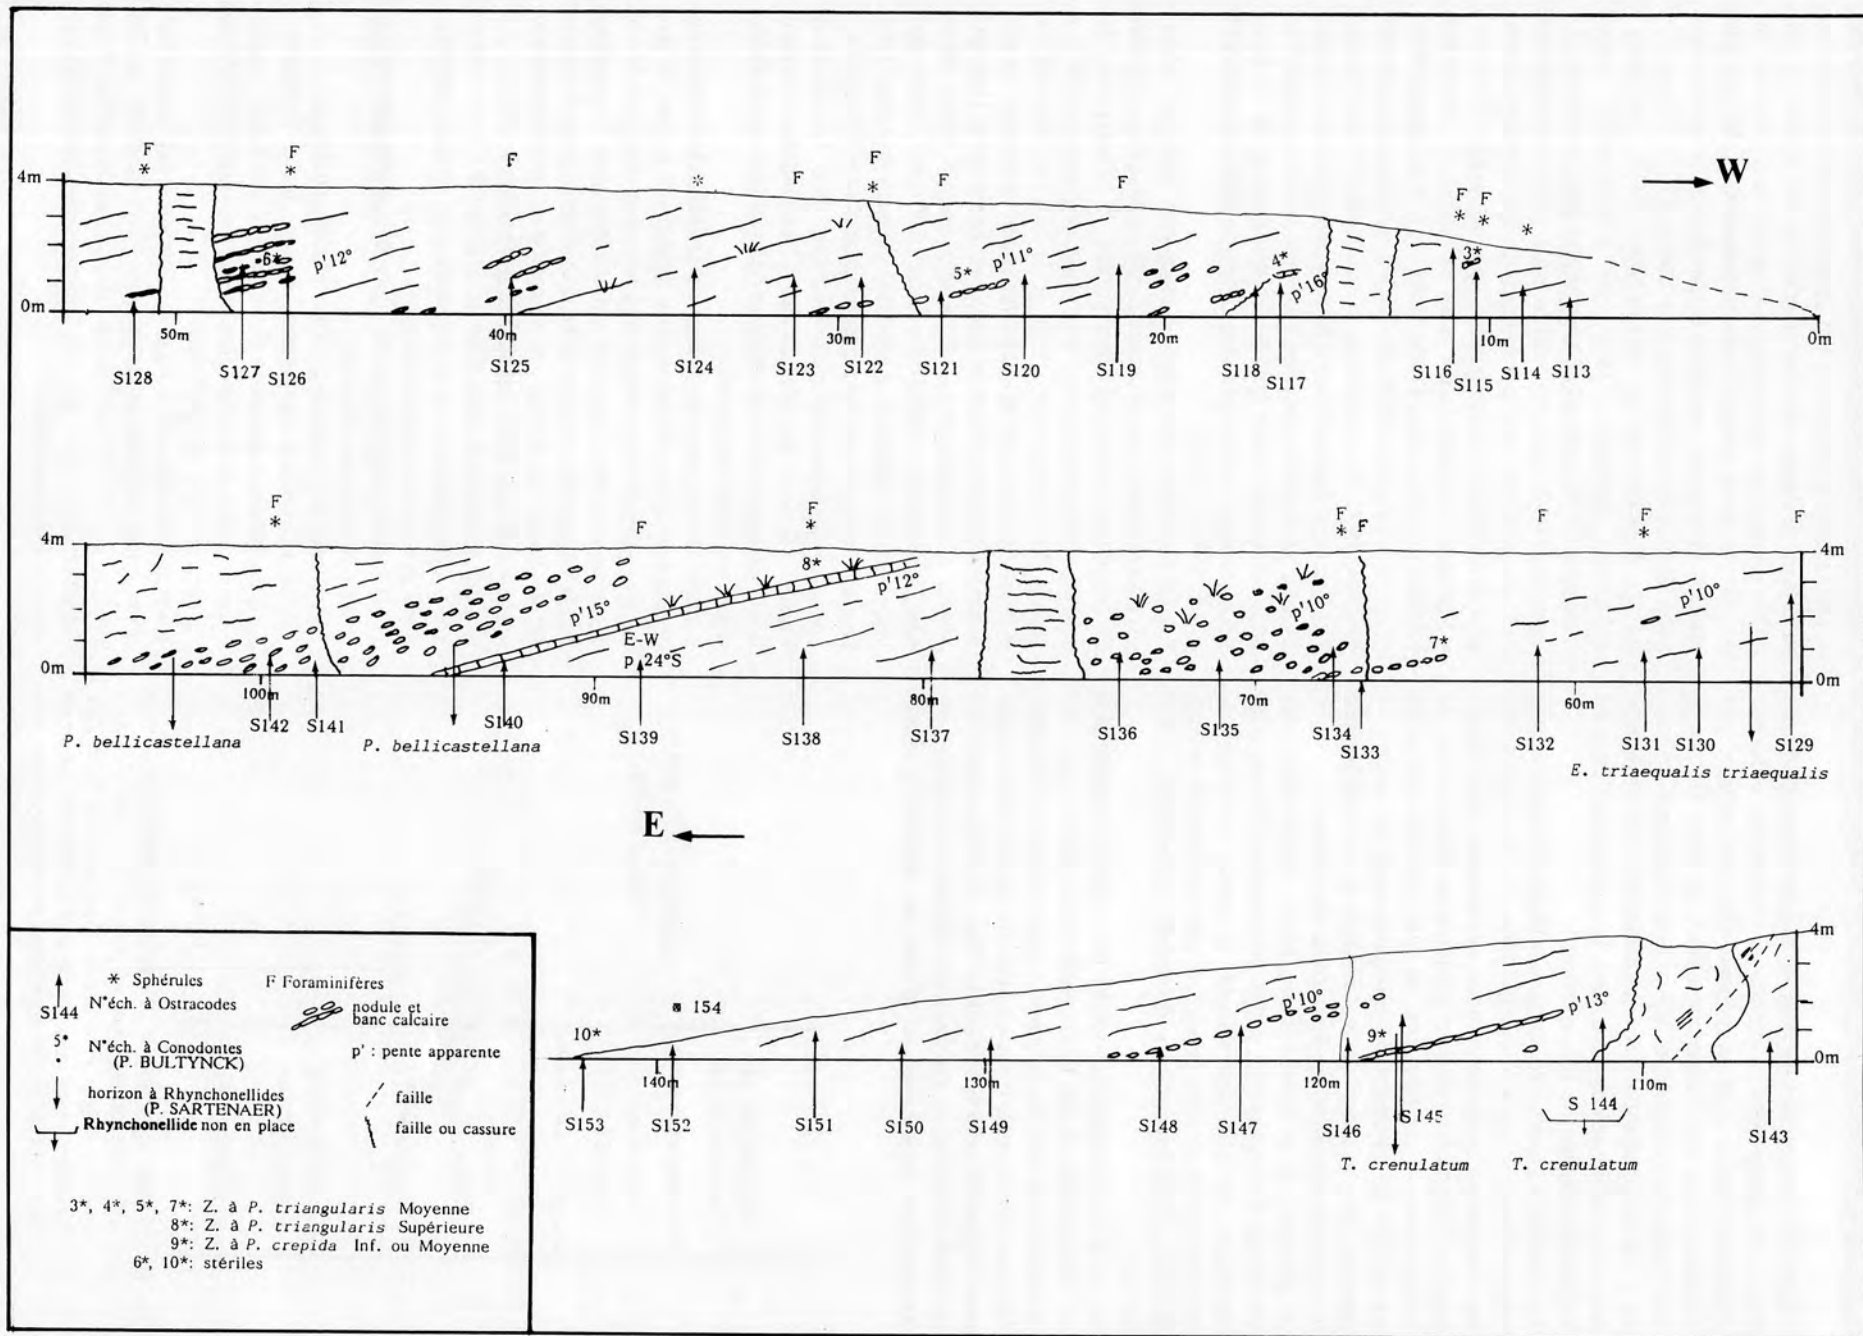 F F F F F F F
* * * * F F
* * *
W
4m
6* p'12° 5* p'11° 4* p'16° 3*
0m
50m 40m 30m 20m 10m 0m
S128 S127 S126 S125 S124 S123 S122 S121 S120 S119 S118 S117 S116 S115 S114 S113
F F F F F F F F
* * * *
4m 4m
8* p'12° p'15° p'10° p'10° 7*
E-W
p 24°S
0m 0m
100m 90m 80m 70m 60m
S142 S141 S140 S139 S138 S137 S136 S135 S134 S133 S132 S131 S130 S129
P. bellicastellana P. bellicastellana
E. triaequalis triaequalis
E
4m
154
10* p'10° 9* p'13°
0m
140m 130m 120m 110m
S153 S152 S151 S150 S149 S148 S147 S146 S145 S 144 S143
T. crenulatum T. crenulatum
* Sphérules F Foraminifères
S144 N°éch. à Ostracodes
nodule et
banc calcaire
5* N°éch. à Conodontes
(P. BULTYNCK)
p' : pente apparente
horizon à Rhynchonellides
(P. SARTENAER)
faille
Rhynchonellide non en place
faille ou cassure
3*, 4*, 5*, 7*: Z. à P. triangularis Moyenne
8*: Z. à P. triangularis Supérieure
9*: Z. à P. crepida Inf. ou Moyenne
6*, 10*: stériles